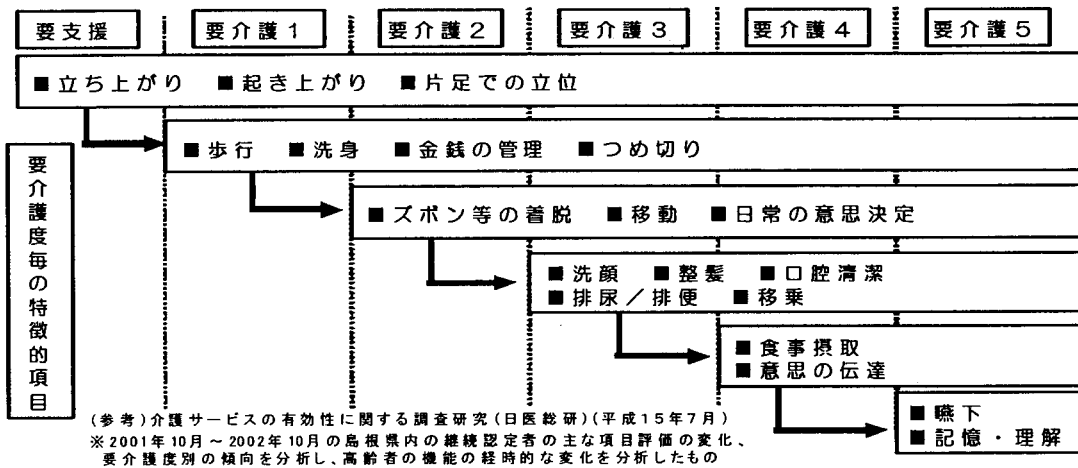 要支援 要介護1 要介護2 要介護3 要介護4 要介護5
■立ち上がり ■起き上がり ■片足での立位
■歩行 ■洗身 ■金銭の管理 ■つめ切り
要介護度毎の特徴的項目
■ズボン等の着脱 ■移動 ■日常の意思決定
■洗顔 ■整髪 ■口腔清潔
■排尿／排便 ■移乗
■食事摂取
■意思の伝達
■嚥下
■記憶・理解
(参考)介護サービスの有効性に関する調査研究(日医総研)(平成15年7月)
※2001年10月～2002年10月の島根県内の継続認定者の主な項目評価の変化、
要介護度別の傾向を分析し、高齢者の機能の経時的な変化を分析したもの